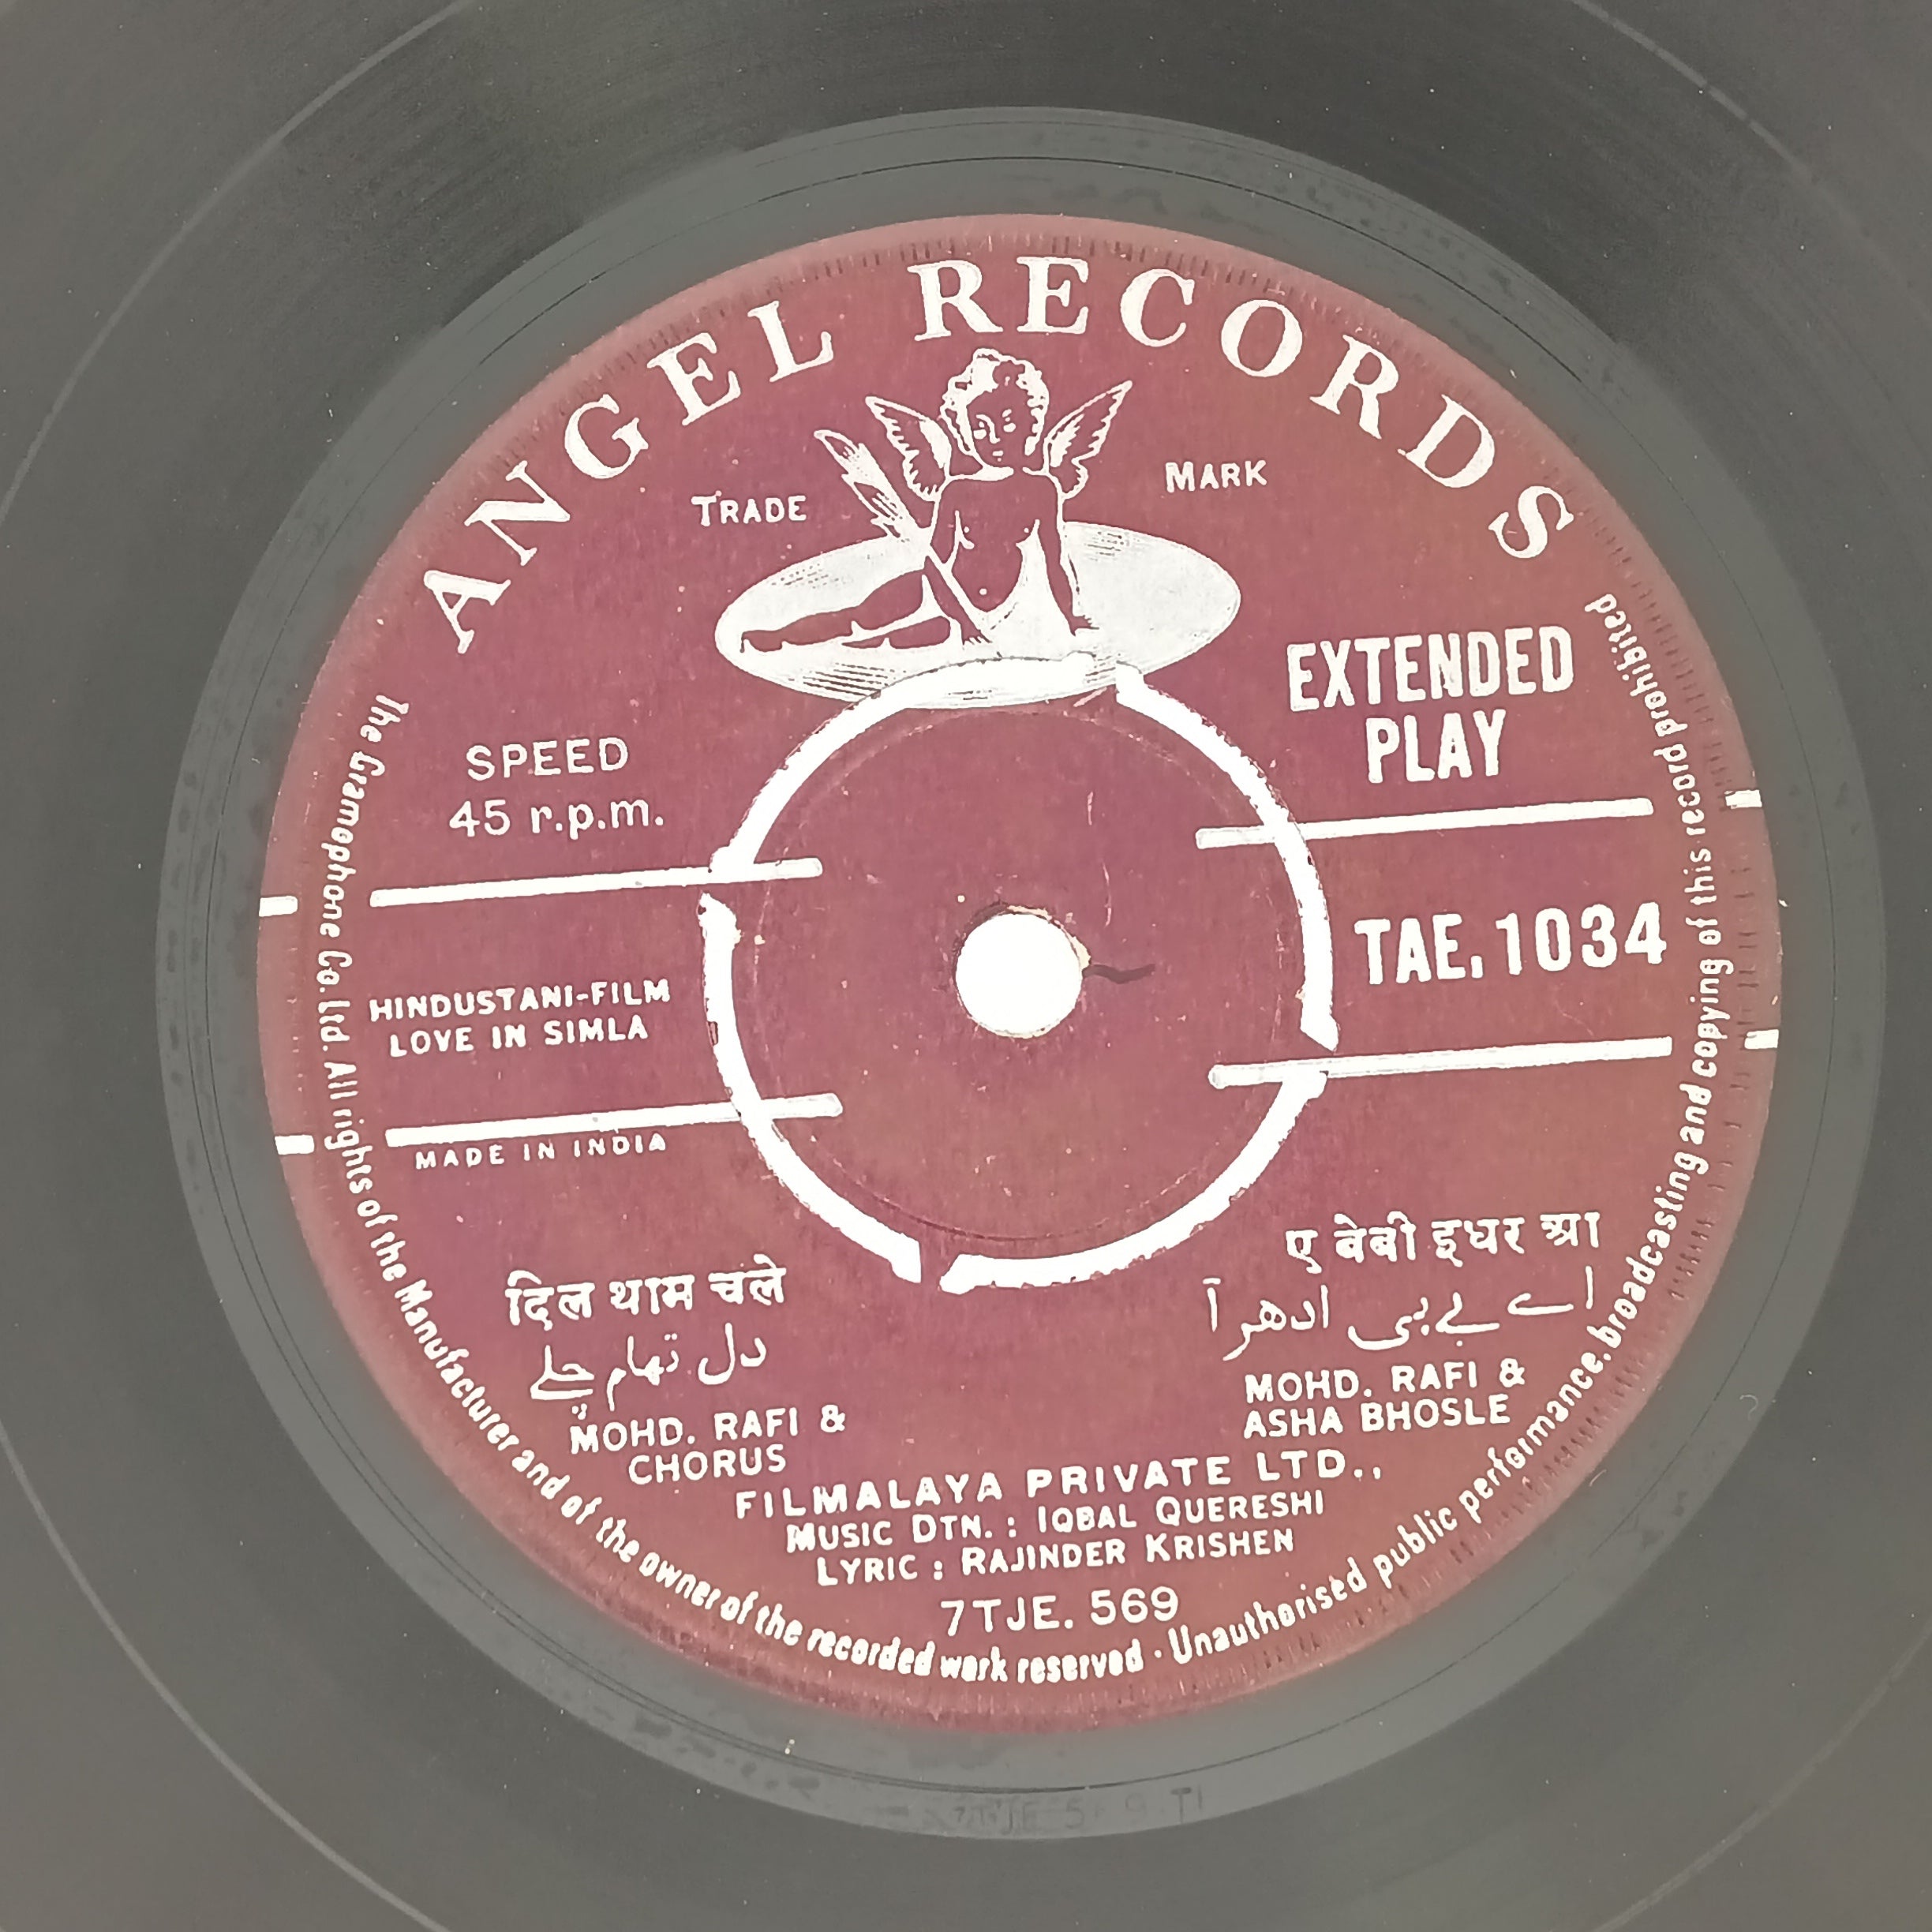 ANGEL RECORDS
TRADE MARK
EXTENDED
PLAY
SPEED
45 r.p.m.
TAE. 1034
HINDUSTANI-FILM
LOVE IN SIMLA
MADE IN INDIA
दिल थाम चले
دل تھام چلے
MOHD. RAFI &
CHORUS
ए बेबी इधर आ
اے بےبی ادھر آ
MOHD. RAFI &
ASHA BHOSLE
FILMALAYA PRIVATE LTD.,
MUSIC DTN. : IQBAL QUERESHI
LYRIC : RAJINDER KRISHEN
7TJE. 569
The Gramophone Co. Ltd. All rights of the Manufacturer and of the owner of the recorded work reserved · Unauthorised public performance, broadcasting and copying of this record prohibited